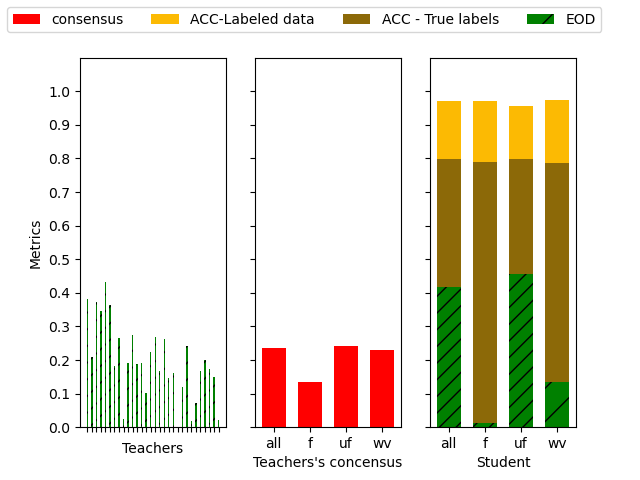 consensus ACC-Labeled data ACC - True labels EOD
Metrics
1.0
0.9
0.8
0.7
0.6
0.5
0.4
0.3
0.2
0.1
0.0
Teachers
all f uf wv
Teachers's concensus
all f uf wv
Student